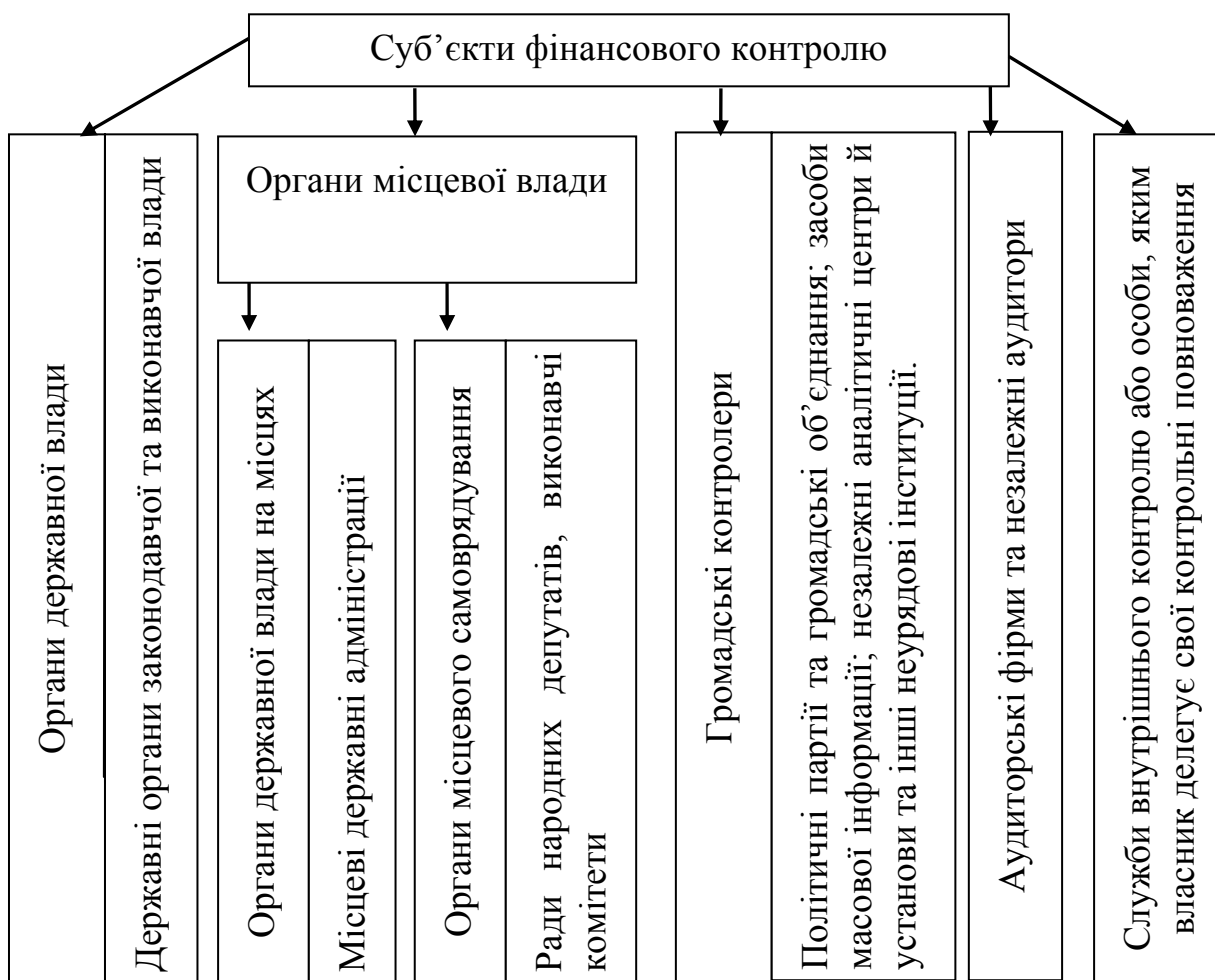 Суб’єкти фінансового контролю
Органи державної влади
Державні органи законодавчої та виконавчої влади
Органи місцевої влади
Органи державної влади на місцях
Місцеві державні адміністрації
Органи місцевого самоврядування
Ради народних депутатів, виконавчі
комітети
Громадські контролери
Політичні партії та громадські об’єднання; засоби
масової інформації; незалежні аналітичні центри й
установи та інші неурядові інституції.
Аудиторські фірми та незалежні аудитори
Служби внутрішнього контролю або особи, яким
власник делегує свої контрольні повноваження